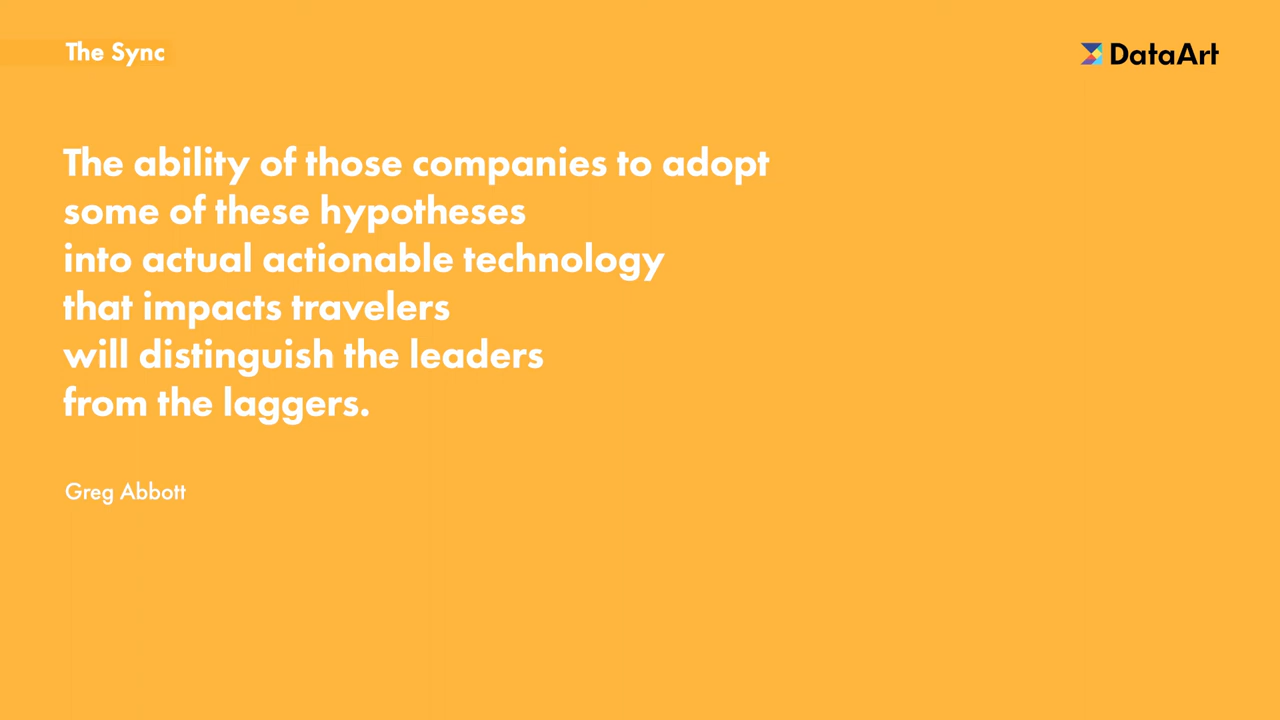 The Sync
DataArt
The ability of those companies to adopt
some of these hypotheses
into actual actionable technology
that impacts travelers
will distinguish the leaders
from the laggers.
Greg Abbott